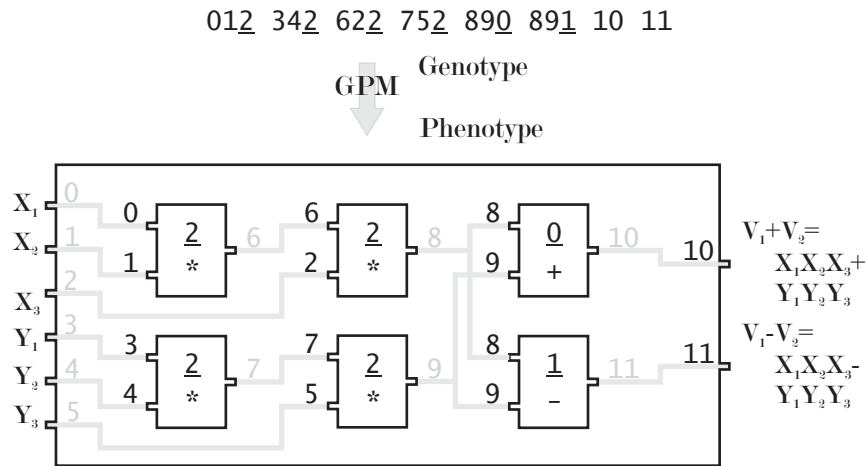 012 342 622 752 890 891 10 11
Genotype
GPM
Phenotype
X₁ 0
X₂ 1
X₃ 2
Y₁ 3
Y₂ 4
Y₃ 5
0 1 2 * 6
6 2 2 * 8
8 9 0 + 10
10
3 4 2 * 7
7 5 2 * 9
8 9 1 - 11
11
V₁+V₂=
X₁X₂X₃+
Y₁Y₂Y₃
V₁-V₂=
X₁X₂X₃-
Y₁Y₂Y₃